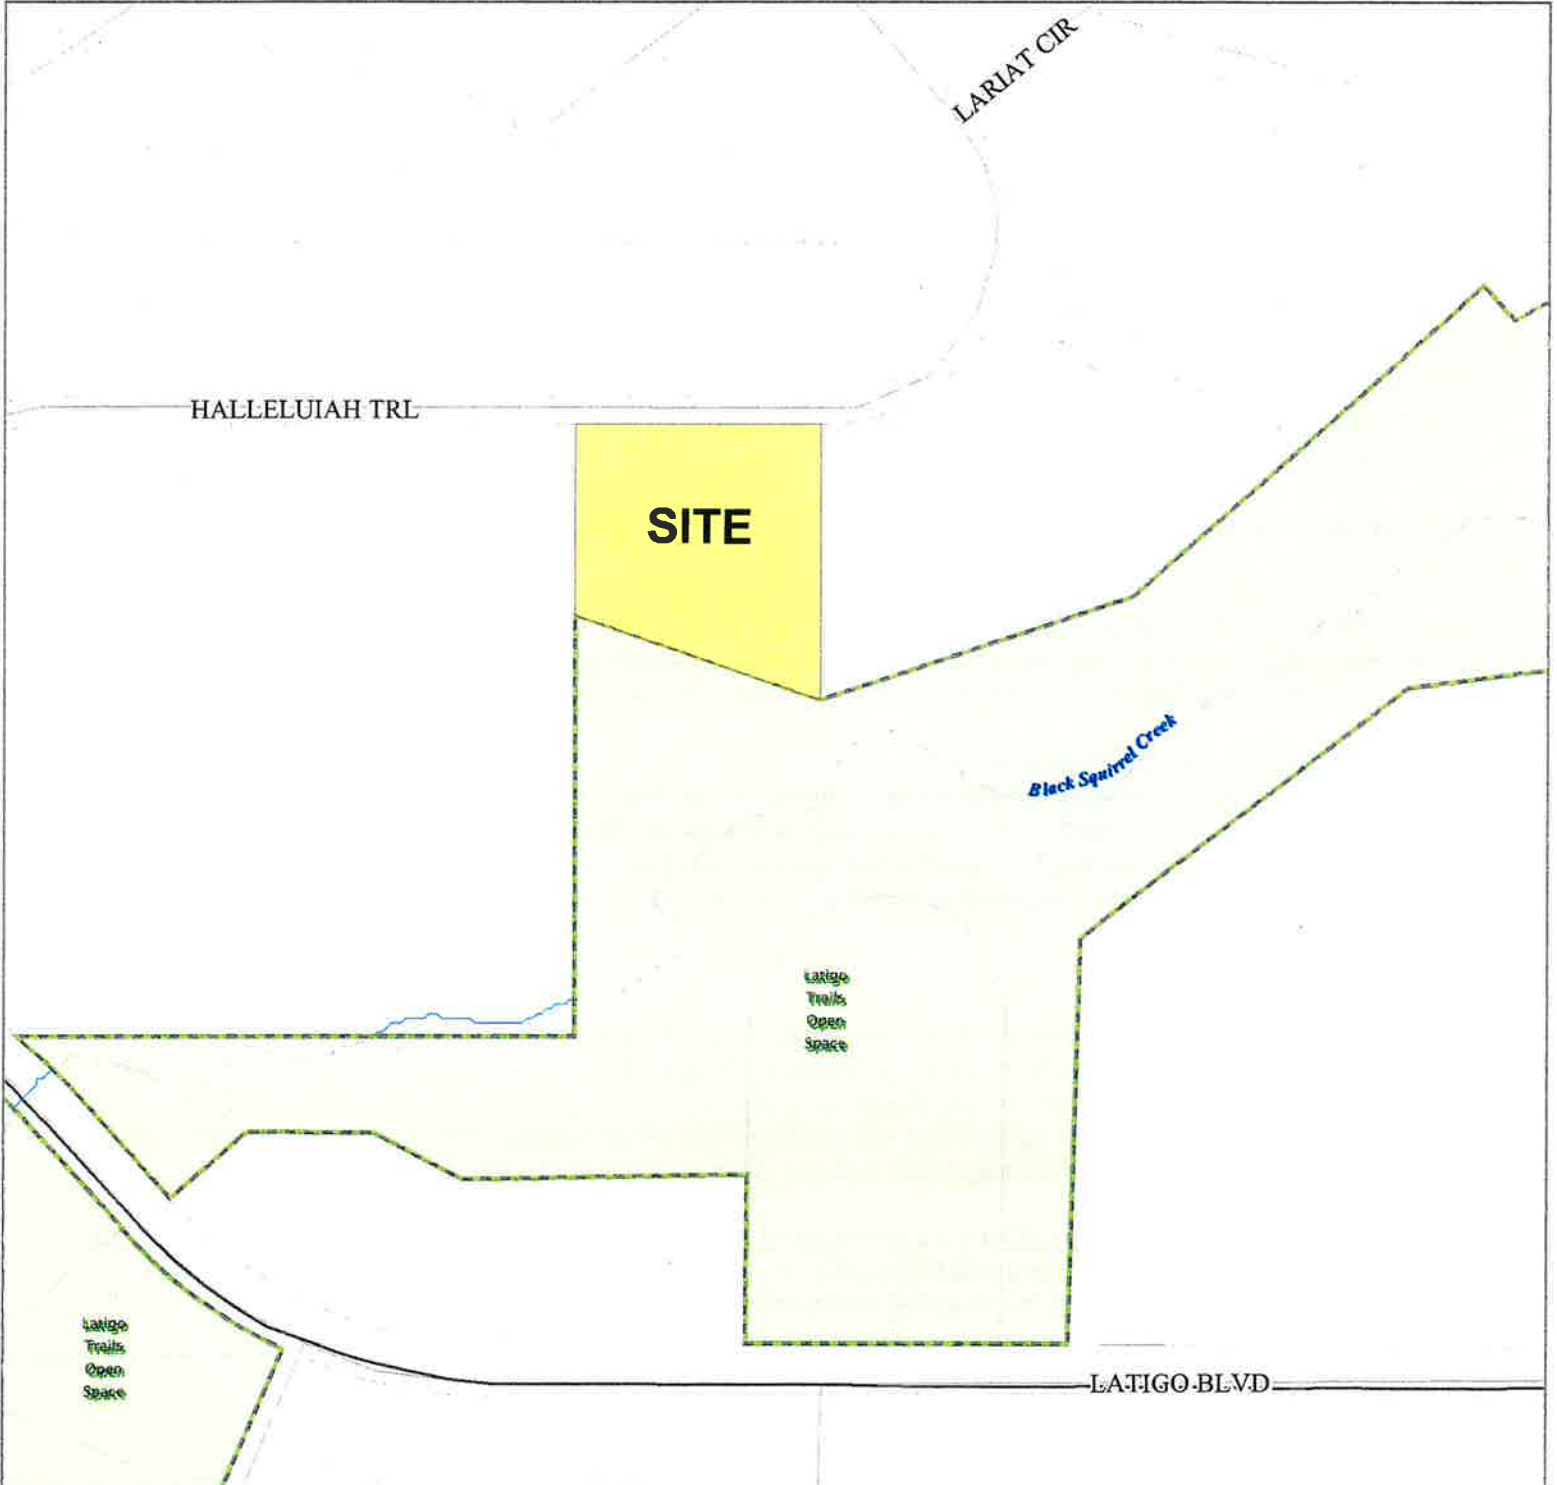 LARIAT CIR
HALLELUIAH TRL
SITE
Black Squirrel Creek
Latigo
Trails
Open
Space
Latigo
Trails
Open
Space
LATIGO BLVD